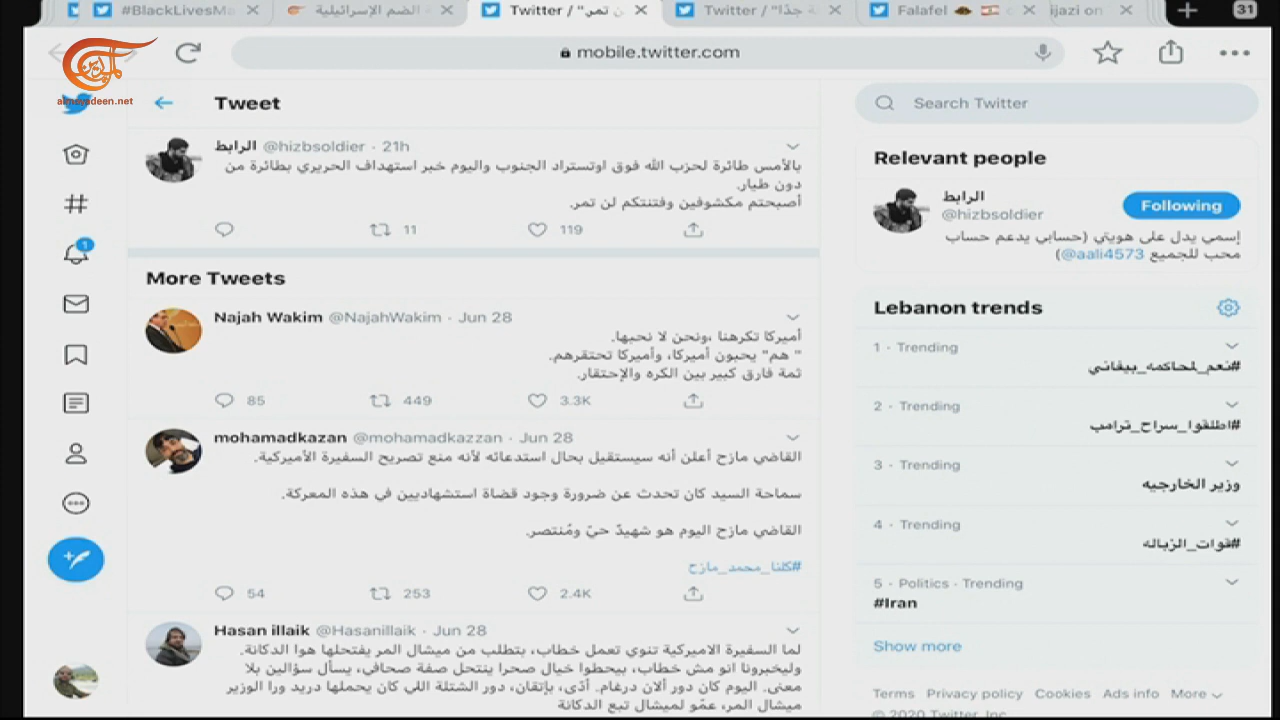 #BlackLivesMa
الضم الإسرائيلية
Twitter / "ن تمر.
Twitter / "ة جدًا
Falafel
ijazi on
31
mobile.twitter.com
almayadeen.net
Tweet
Search Twitter
الرابط @hizbsoldier · 21h
بالأمس طائرة لحزب الله فوق اوتستراد الجنوب واليوم خبر استهداف الحريري بطائرة من
دون طيار.
أصبحتم مكشوفين وفتنتكم لن تمر.
11 119
More Tweets
Najah Wakim @NajahWakim · Jun 28
أميركا تكرهنا ،ونحن لا نحبها.
" هم" يحبون أميركا، وأميركا تحتقرهم.
ثمة فارق كبير بين الكره والإحتقار.
85 449 3.3K
mohamadkazan @mohamadkazzan · Jun 28
القاضي مازح أعلن أنه سيستقيل بحال استدعائه لأنه منع تصريح السفيرة الأميركية.
سماحة السيد كان تحدث عن ضرورة وجود قضاة استشهاديين في هذه المعركة.
القاضي مازح اليوم هو شهيدٌ حيّ ومُنتصر.
#كلنا_محمد_مازح
54 253 2.4K
Hasan illaik @Hasanillaik · Jun 28
لما السفيرة الاميركية تنوي تعمل خطاب، بتطلب من ميشال المر يفتحلها هوا الدكانة.
وليخبرونا انو مش خطاب، بيحطوا خيال صحرا ينتحل صفة صحافي، يسأل سؤالين بلا
معنى. اليوم كان دور ألان درغام. أدّى، بإتقان، دور الشتلة اللي كان يحملها دريد ورا الوزير
ميشال المر، عمّو لميشال تبع الدكانة
Relevant people
الرابط
@hizbsoldier
Following
إسمي يدل على هويتي (حسابي يدعم حساب
محب للجميع @aali4573)
Lebanon trends
1 · Trending
#نعم_لمحاكمه_بيفاني
2 · Trending
#اطلقوا_سراح_ترامب
3 · Trending
وزير الخارجيه
4 · Trending
#قوات_الزباله
5 · Politics · Trending
#Iran
Show more
Terms Privacy policy Cookies Ads info More
© 2020 Twitter, Inc.